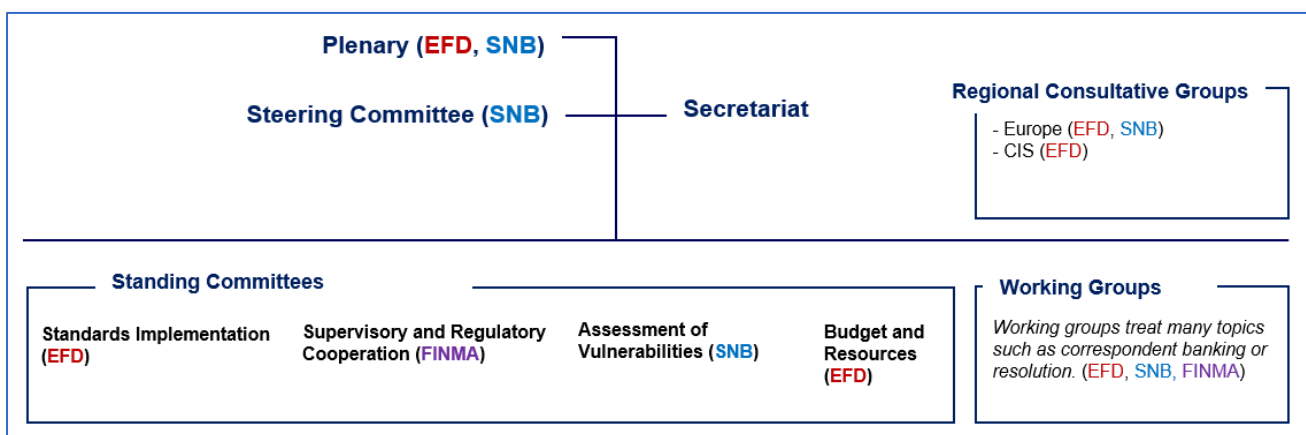 Plenary (EFD, SNB)
Steering Committee (SNB)
Secretariat
Regional Consultative Groups
- Europe (EFD, SNB)
- CIS (EFD)
Standing Committees
Standards Implementation
(EFD)
Supervisory and Regulatory
Cooperation (FINMA)
Assessment of
Vulnerabilities (SNB)
Budget and
Resources
(EFD)
Working Groups
Working groups treat many topics
such as correspondent banking or
resolution. (EFD, SNB, FINMA)